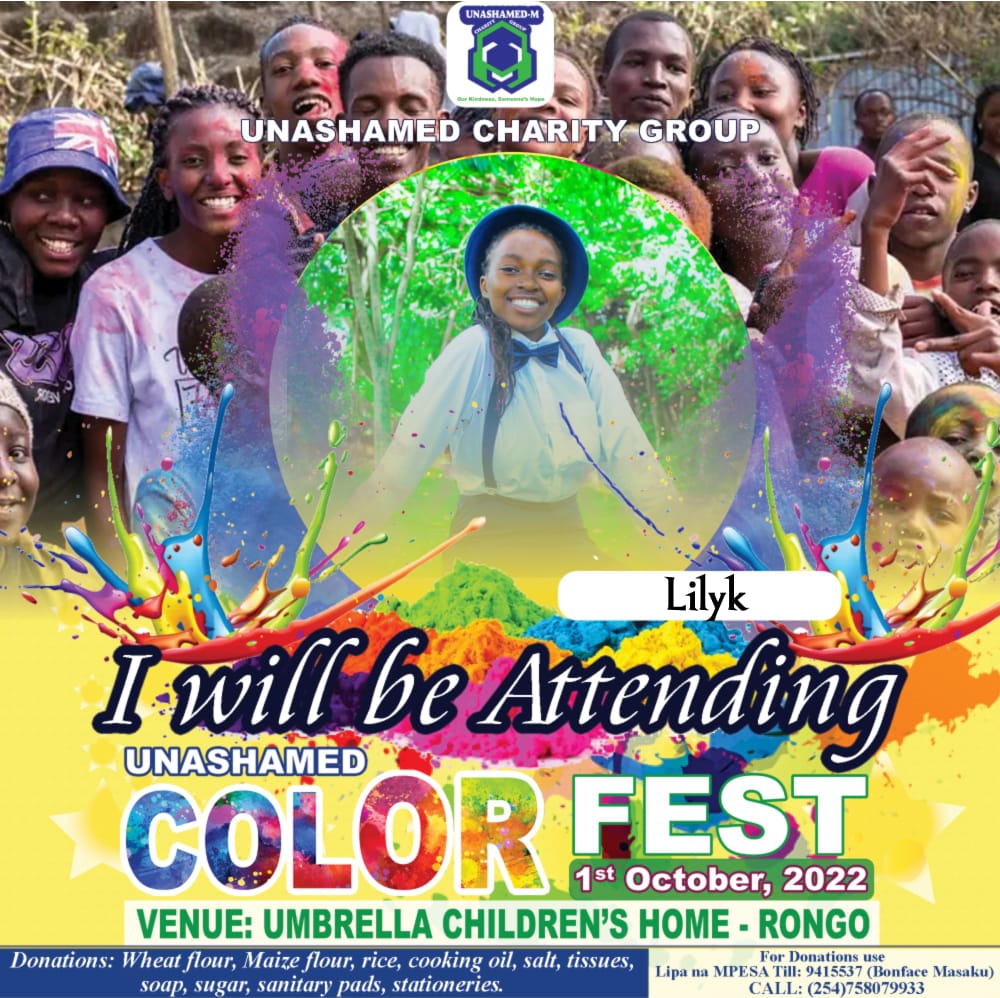 UNASHAMED-M
CHARITY GROUP
Our Kindness, Someone's Hope
UNASHAMED CHARITY GROUP
Lilyk
I will be Attending
UNASHAMED
COLOR FEST
1st October, 2022
VENUE: UMBRELLA CHILDREN'S HOME - RONGO
Donations: Wheat flour, Maize flour, rice, cooking oil, salt, tissues,
soap, sugar, sanitary pads, stationeries.
For Donations use
Lipa na MPESA Till: 9415537 (Bonface Masaku)
CALL: (254)758079933